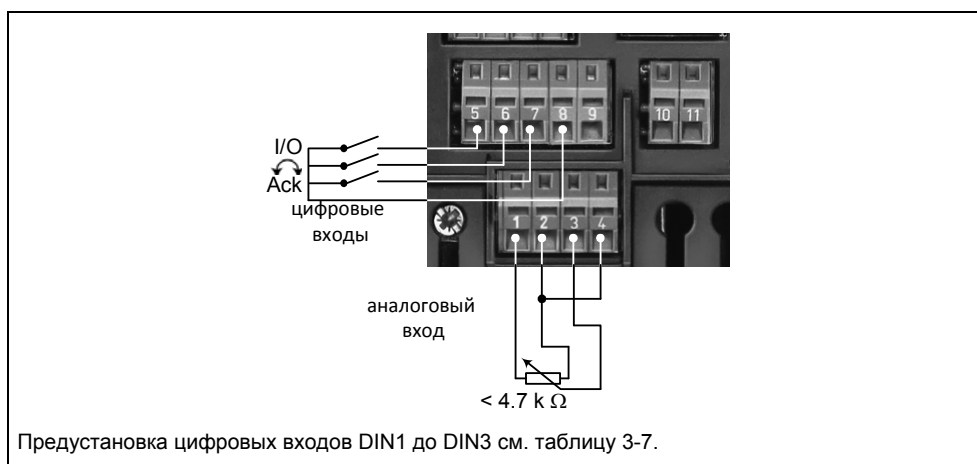 5 6 7 8 9 10 11
I/O
Ack
цифровые
входы
1 2 3 4
аналоговый
вход
< 4.7 k Ω
Предустановка цифровых входов DIN1 до DIN3 см. таблицу 3-7.